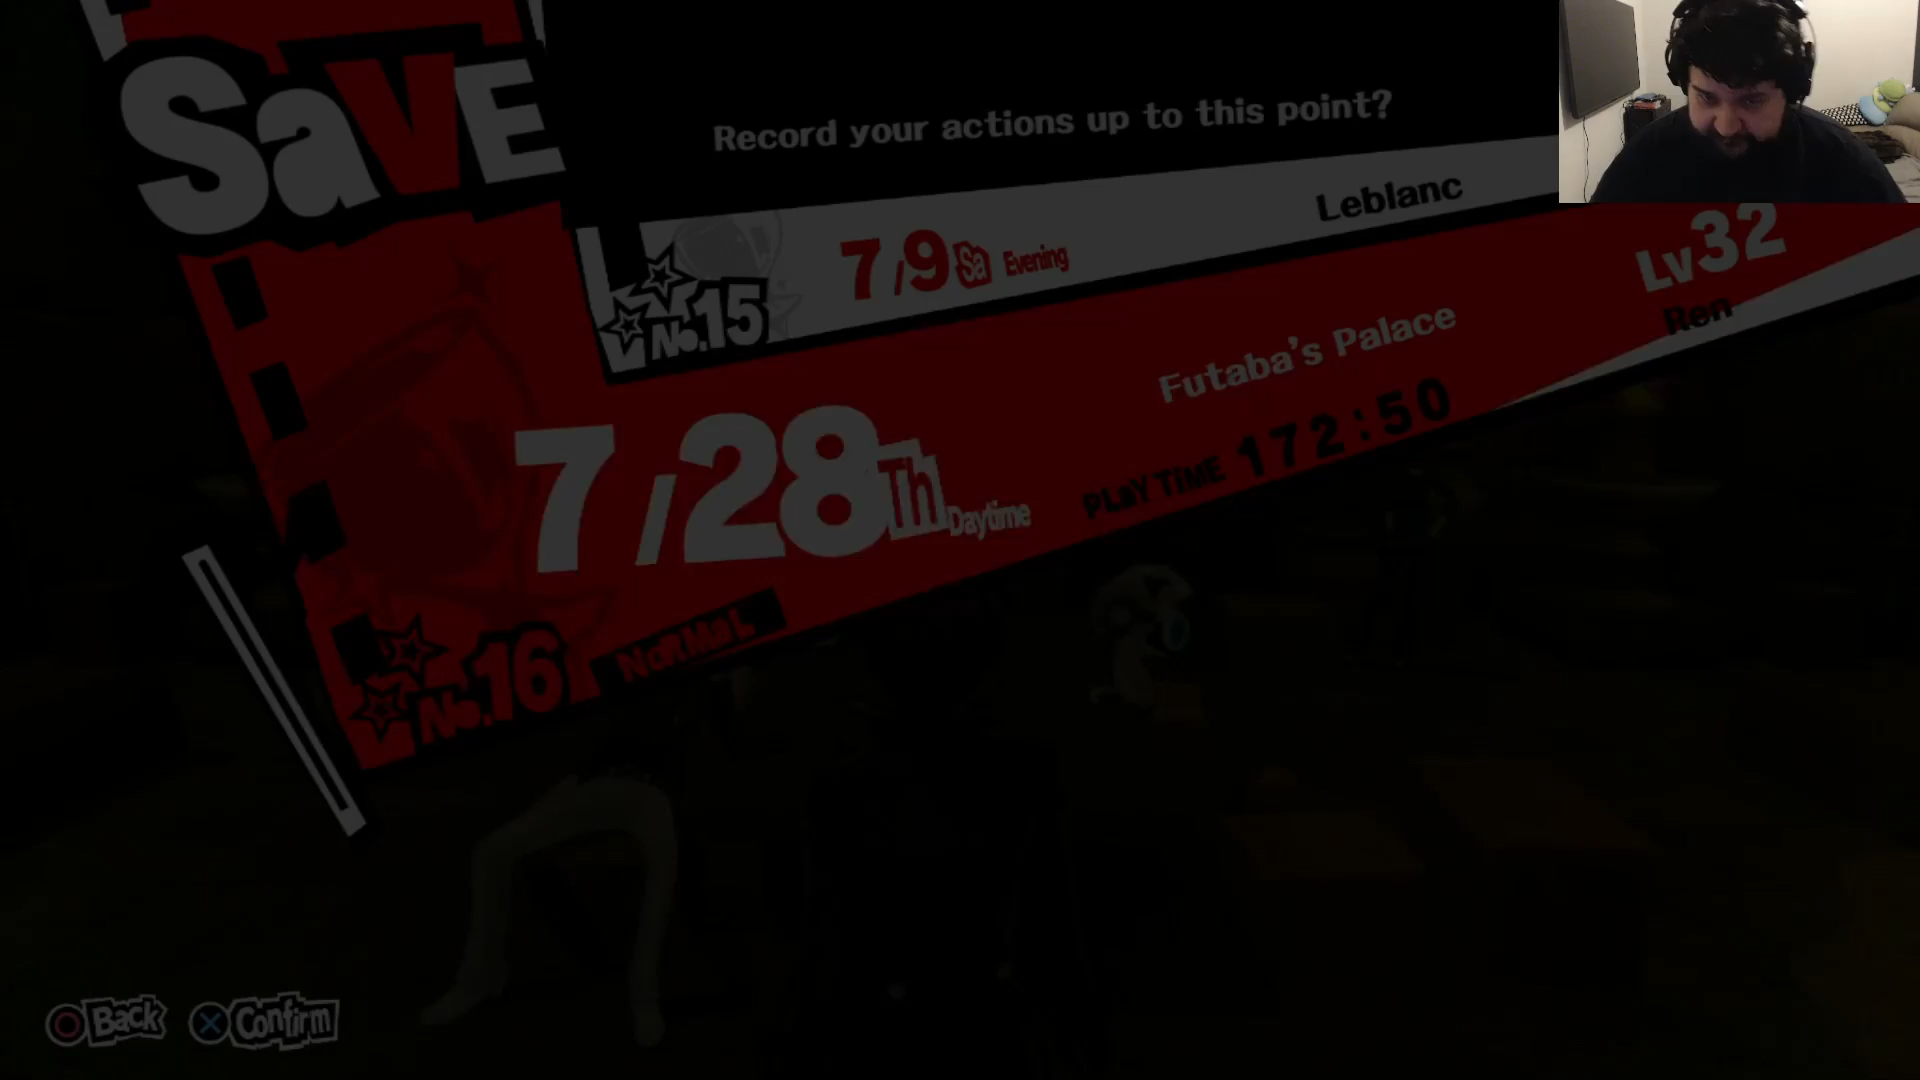 SaVE
Record your actions up to this point?
No.15 7/9 Sa Evening Leblanc
Lv32
Ren
Futaba's Palace
7/28 Th Daytime
PLaY TiME 172:50
No.16 NoRMaL
Back Confirm